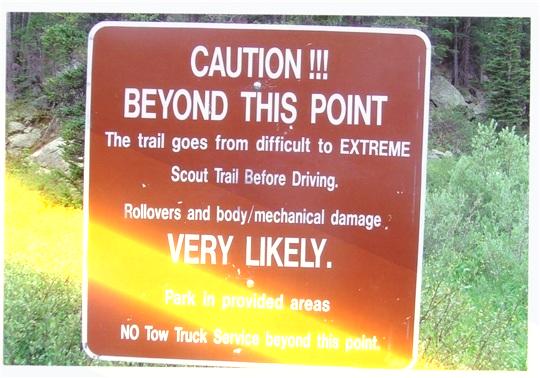 CAUTION !!!
BEYOND THIS POINT
The trail goes from difficult to EXTREME
Scout Trail Before Driving.
Rollovers and body/mechanical damage
VERY LIKELY.
Park in provided areas
NO Tow Truck Service beyond this point.